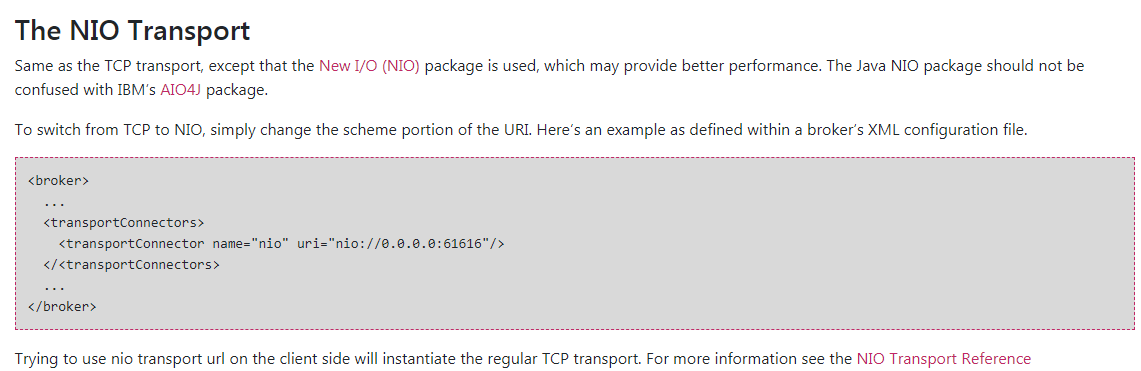 The NIO Transport
Same as the TCP transport, except that the New I/O (NIO) package is used, which may provide better performance. The Java NIO package should not be
confused with IBM’s AIO4J package.
To switch from TCP to NIO, simply change the scheme portion of the URI. Here’s an example as defined within a broker’s XML configuration file.
<broker>
...
<transportConnectors>
<transportConnector name="nio" uri="nio://0.0.0.0:61616"/>
</<transportConnectors>
...
</broker>
Trying to use nio transport url on the client side will instantiate the regular TCP transport. For more information see the NIO Transport Reference